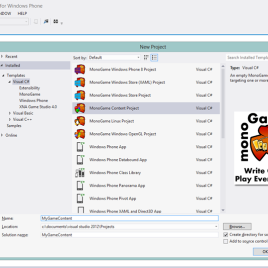 for Windows Phone
NDOW HELP
New Project
Recent
Installed
Sort by: Default
Search Installed Templa
Templates
Visual C#
Extensibility
MonoGame
Windows Phone
XNA Game Studio 4.0
Visual Basic
Visual C++
Samples
Online
MonoGame Windows Phone 8 Project Visual C#
MonoGame Windows Store (XAML) Project Visual C#
MonoGame Windows Store Project Visual C#
MonoGame Content Project Visual C#
MonoGame Linux Project Visual C#
MonoGame Windows Project Visual C#
MonoGame Windows OpenGL Project Visual C#
Windows Phone App Visual C#
Windows Phone Databound App Visual C#
Windows Phone Class Library Visual C#
Windows Phone Panorama App Visual C#
Windows Phone Pivot App Visual C#
Windows Phone XAML and Direct3D App Visual C#
Type: Visual C#
An empty MonoGame
targeting one or more
mono
Ga
Write
Play Ever
Name: MyGameContent
Location: c:\documents\visual studio 2012\Projects
Solution name: MyGameContent
Browse...
Create directory for so
Add to source control
OK